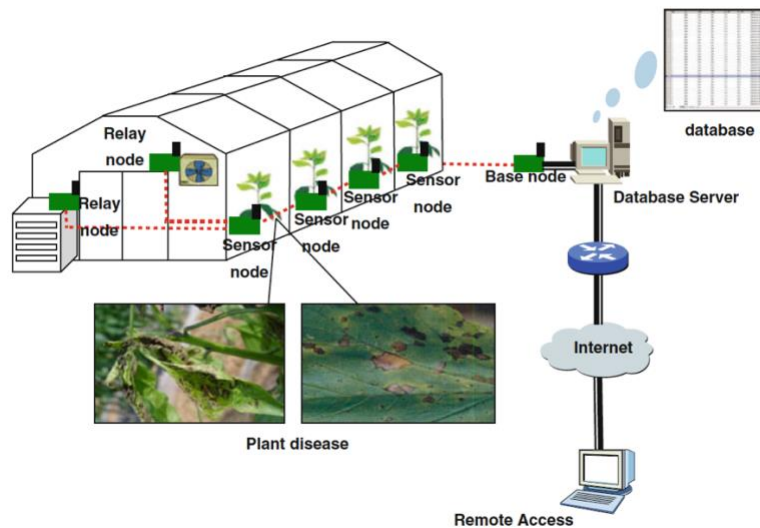 Relay
node
Relay
node
Sensor
node
Sensor
node
Sensor
node
Sensor
node
Base node
database
Database Server
Internet
Plant disease
Remote Access